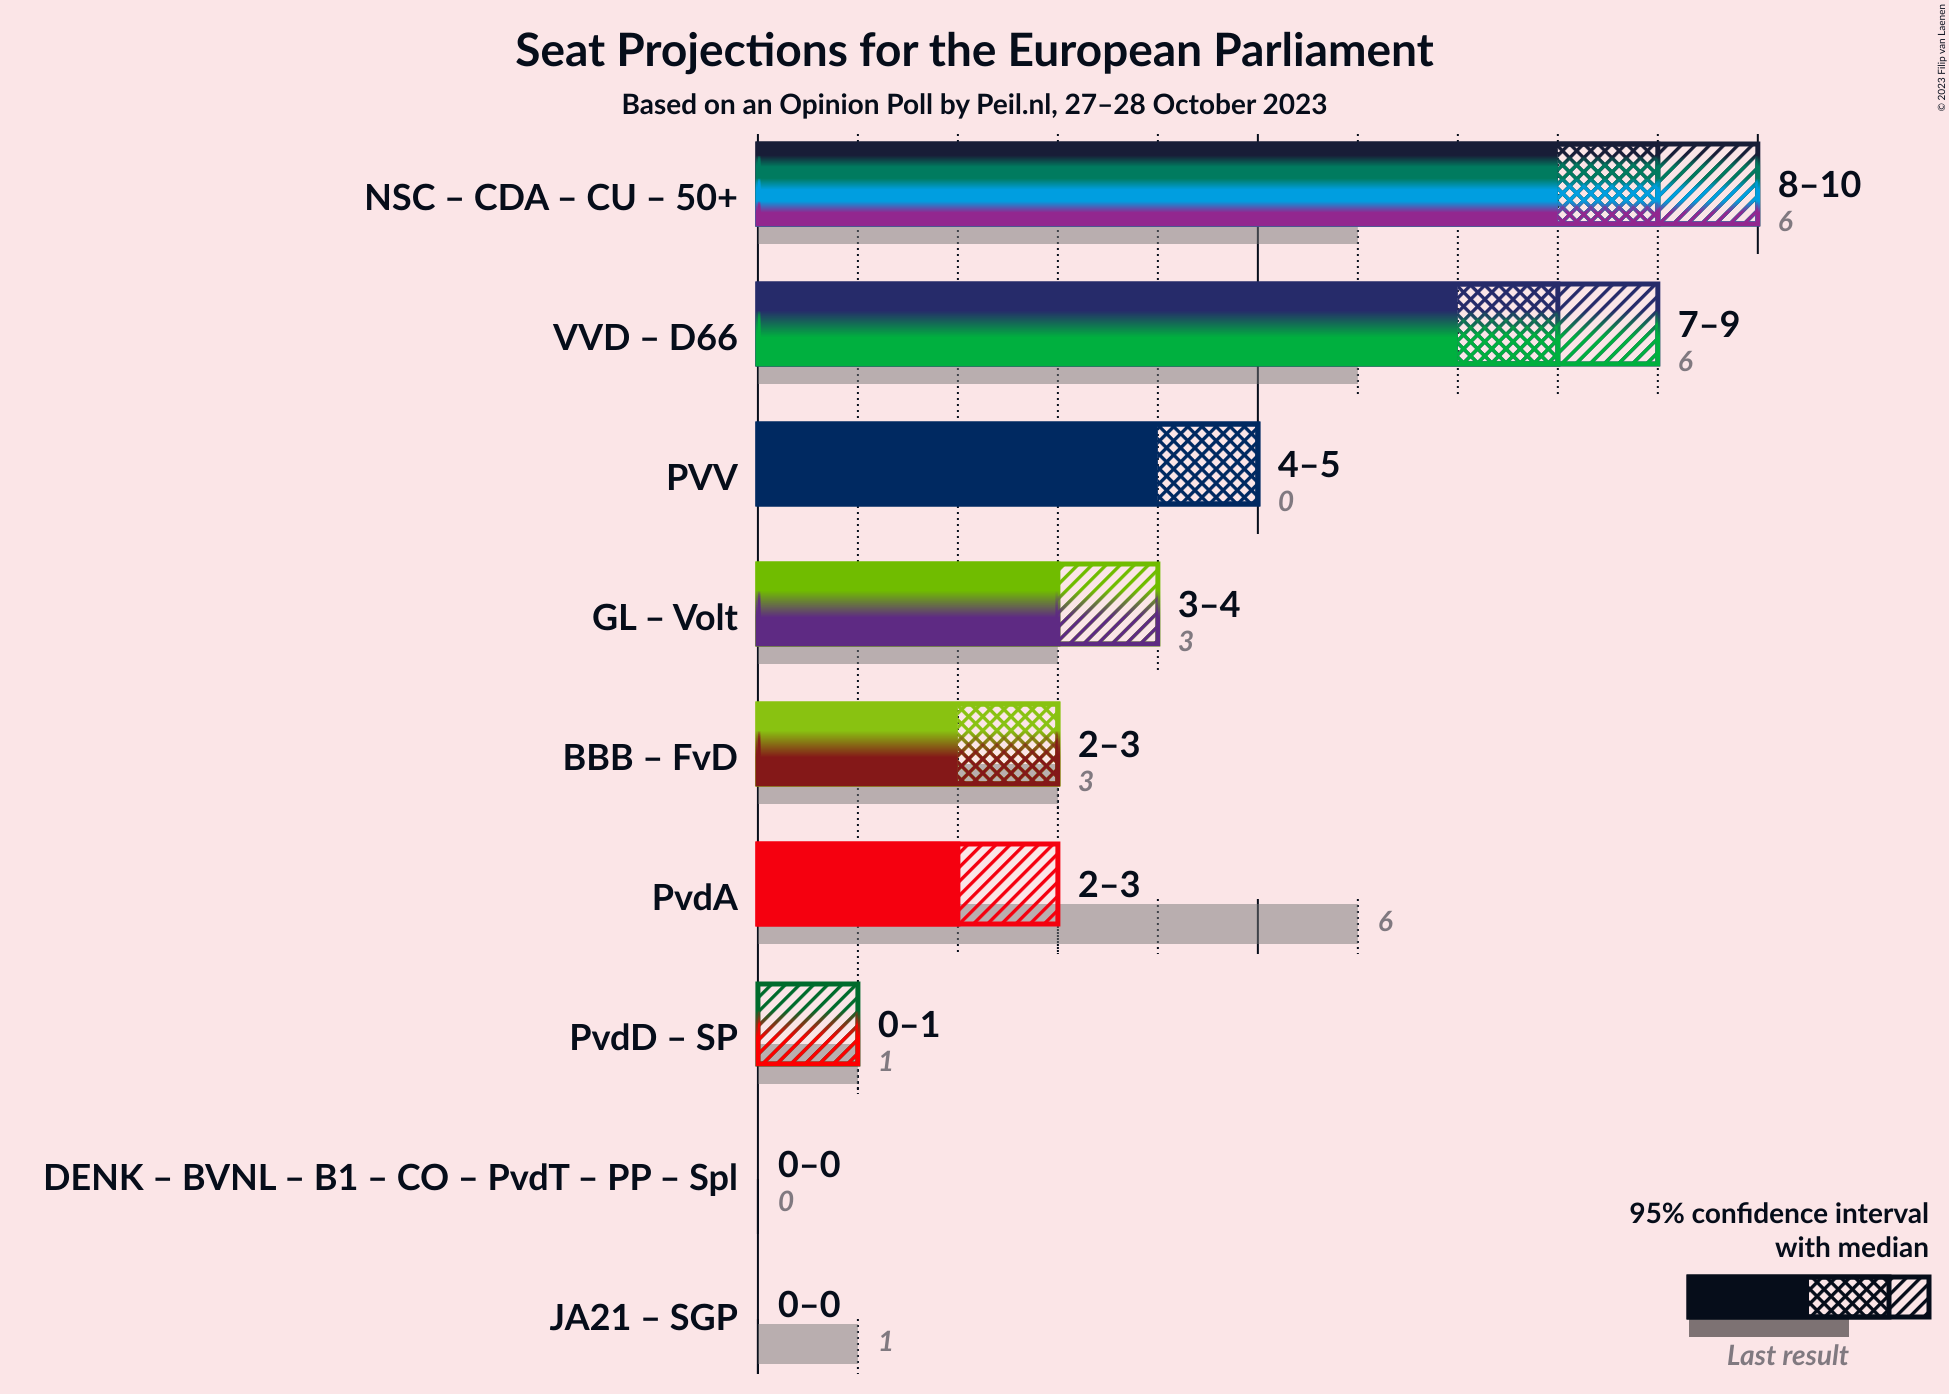 Seat Projections for the European Parliament
Based on an Opinion Poll by Peil.nl, 27–28 October 2023
© 2023 Filip van Laenen
NSC – CDA – CU – 50+
8–10
6
VVD – D66
7–9
6
PVV
4–5
0
GL – Volt
3–4
3
BBB – FvD
2–3
3
PvdA
2–3
6
PvdD – SP
0–1
1
DENK – BVNL – B1 – CO – PvdT – PP – Spl
0–0
0
JA21 – SGP
0–0
1
95% confidence interval
with median
Last result